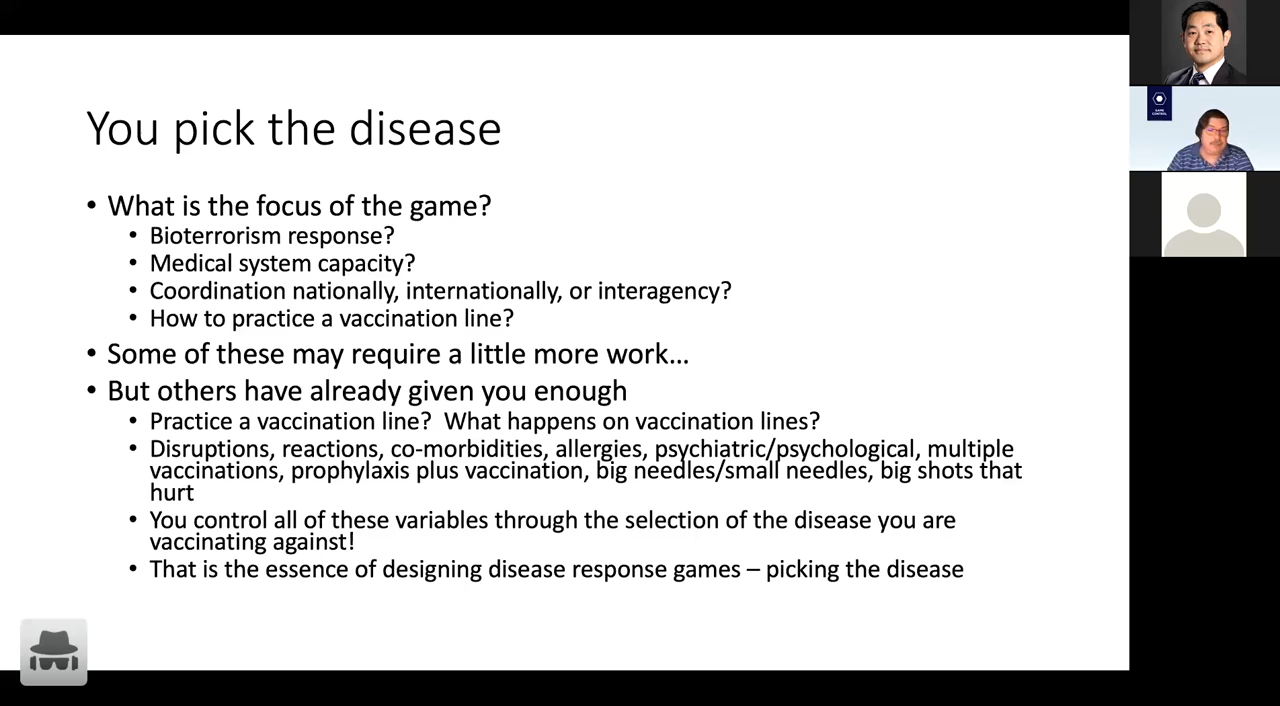 You pick the disease
• What is the focus of the game?
• Bioterrorism response?
• Medical system capacity?
• Coordination nationally, internationally, or interagency?
• How to practice a vaccination line?
• Some of these may require a little more work…
• But others have already given you enough
• Practice a vaccination line?  What happens on vaccination lines?
• Disruptions, reactions, co-morbidities, allergies, psychiatric/psychological, multiple
vaccinations, prophylaxis plus vaccination, big needles/small needles, big shots that
hurt
• You control all of these variables through the selection of the disease you are
vaccinating against!
• That is the essence of designing disease response games – picking the disease
GAME
CONTROL